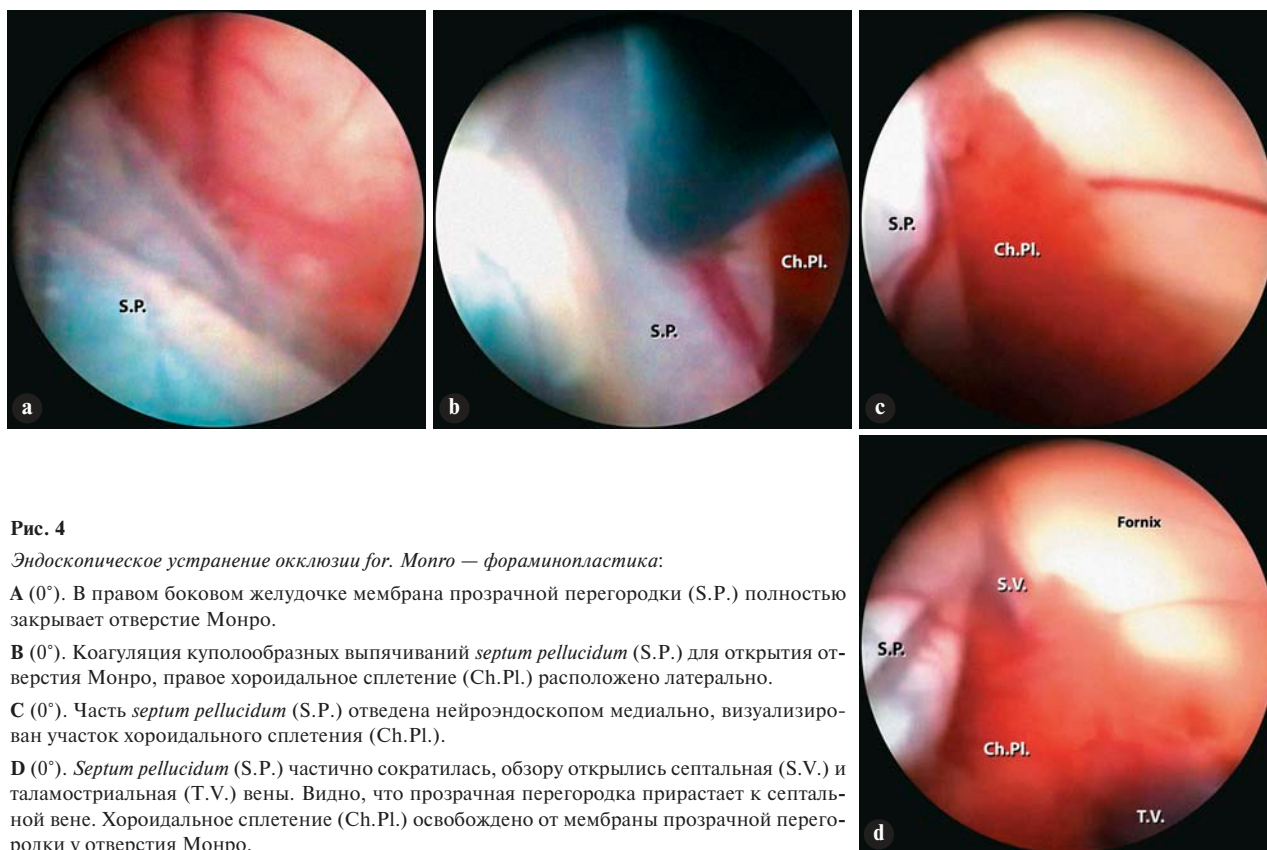 S.P.
a
S.P.
Ch.Pl.
b
S.P.
Ch.Pl.
c
Рис. 4
Эндоскопическое устранение окклюзии for. Monro — фораминопластика:
A (0°). В правом боковом желудочке мембрана прозрачной перегородки (S.P.) полностью
закрывает отверстие Монро.
B (0°). Коагуляция куполообразных выпячиваний septum pellucidum (S.P.) для открытия от-
верстия Монро, правое хороидальное сплетение (Ch.Pl.) расположено латерально.
C (0°). Часть septum pellucidum (S.P.) отведена нейроэндоскопом медиально, визуализиро-
ван участок хороидального сплетения (Ch.Pl.).
D (0°). Septum pellucidum (S.P.) частично сократилась, обзору открылись септальная (S.V.) и
таламостриальная (T.V.) вены. Видно, что прозрачная перегородка прирастает к септаль-
ной вене. Хороидальное сплетение (Ch.Pl.) освобождено от мембраны прозрачной перего-
родки у отверстия Монро.
Fornix
S.V.
S.P.
Ch.Pl.
T.V.
d